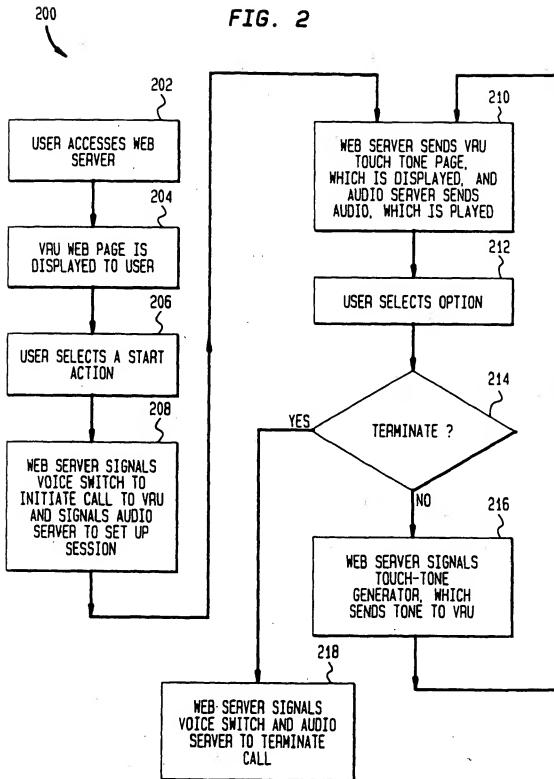 200
FIG. 2
202
USER ACCESSES WEB
SERVER
204
VRU WEB PAGE IS
DISPLAYED TO USER
206
USER SELECTS A START
ACTION
208
WEB SERVER SIGNALS
VOICE SWITCH TO
INITIATE CALL TO VRU
AND SIGNALS AUDIO
SERVER TO SET UP
SESSION
210
WEB SERVER SENDS VRU
TOUCH TONE PAGE,
WHICH IS DISPLAYED, AND
AUDIO SERVER SENDS
AUDIO, WHICH IS PLAYED
212
USER SELECTS OPTION
214
TERMINATE ?
YES
NO
216
WEB SERVER SIGNALS
TOUCH-TONE
GENERATOR, WHICH
SENDS TONE TO VRU
218
WEB SERVER SIGNALS
VOICE SWITCH AND AUDIO
SERVER TO TERMINATE
CALL